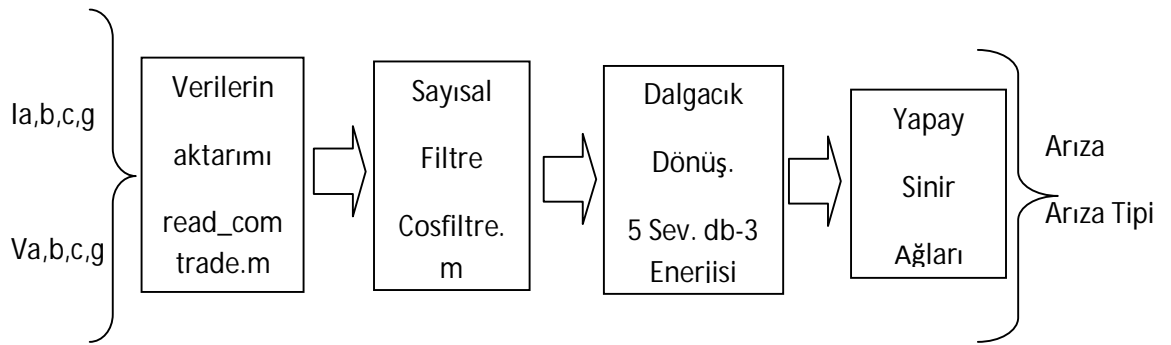 Ia,b,c,g
Va,b,c,g
Verilerin
aktarımı
read_com
trade.m
Sayısal
Filtre
Cosfiltre.
m
Dalgacık
Dönüş.
5 Sev. db-3
Enerjisi
Yapay
Sinir
Ağları
Arıza
Arıza Tipi